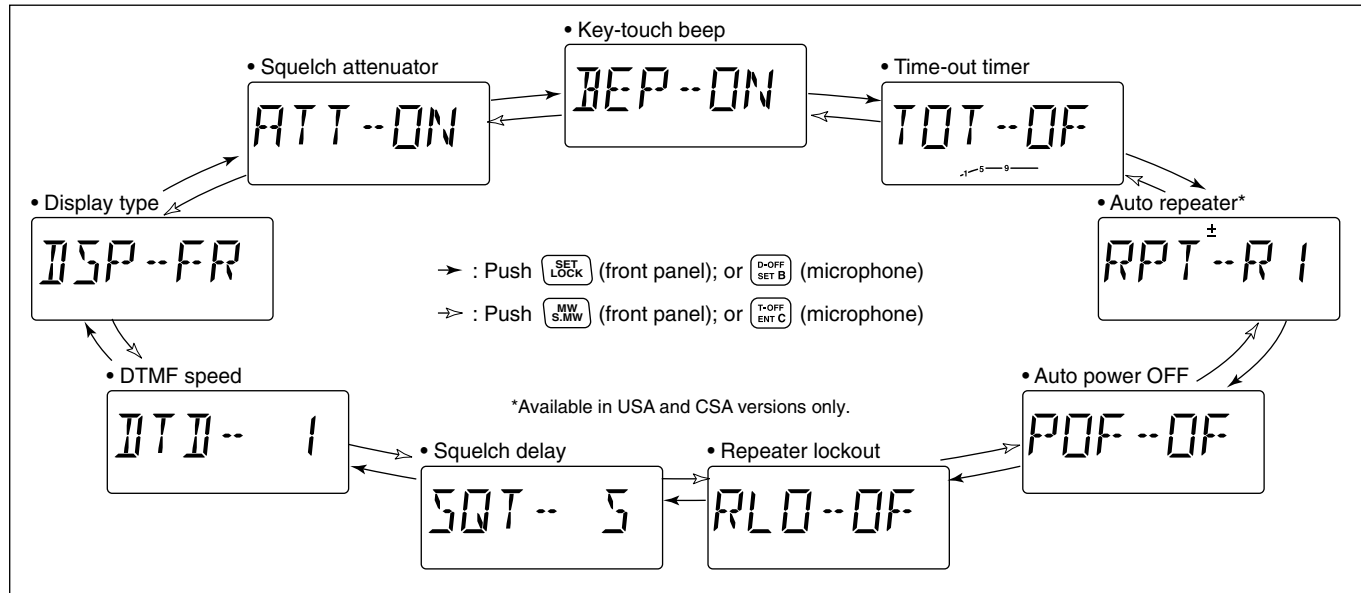 • Key-touch beep
BEP--ON
• Squelch attenuator
ATT--ON
• Time-out timer
TOT--OF
-1-5-9
• Display type
DSP--FR
• Auto repeater*
±
RPT--R1
: Push SET LOCK (front panel); or D-OFF SET B (microphone)
: Push MW S.MW (front panel); or T-OFF ENT C (microphone)
• DTMF speed
DTD-- 1
• Auto power OFF
POF--OF
*Available in USA and CSA versions only.
• Squelch delay
SQT-- S
• Repeater lockout
RLO--OF